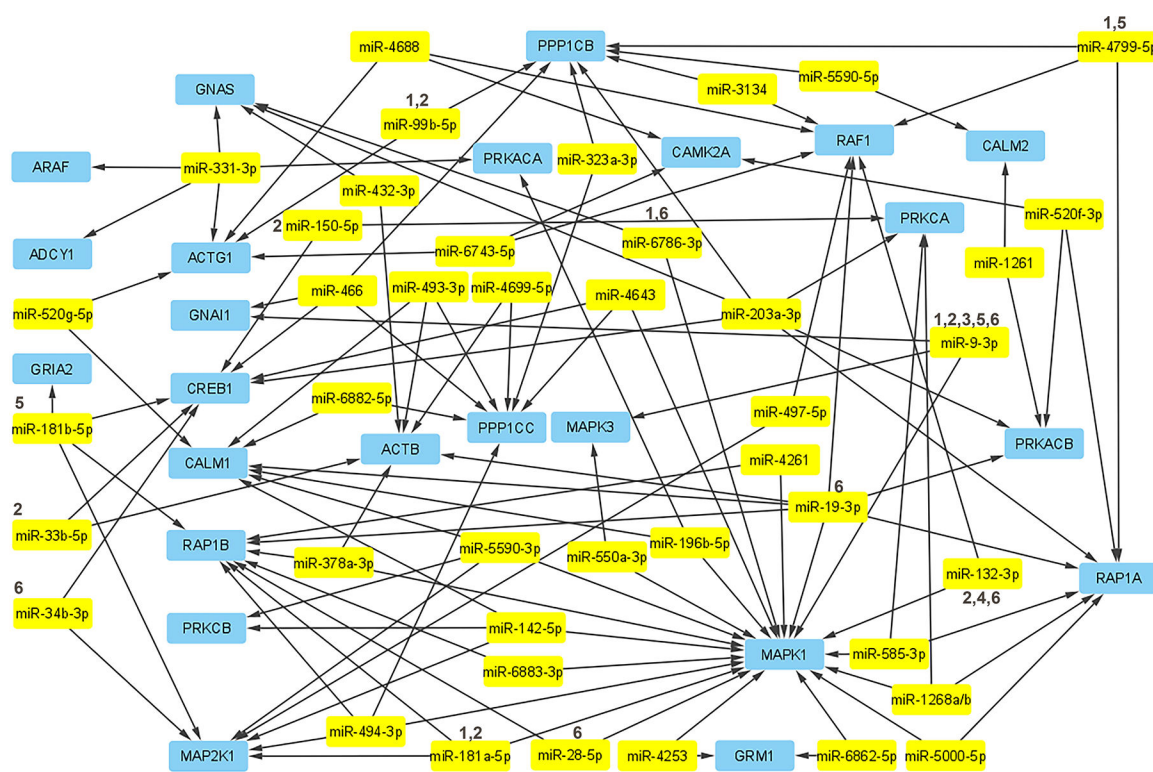 1,5
miR-4688
PPP1CB
miR-4799-5p
miR-5590-5p
GNAS
miR-3134
1,2
miR-99b-5p
RAF1
CALM2
ARAF
miR-331-3p
PRKACA
miR-323a-3p
CAMK2A
miR-432-3p
miR-520f-3p
2
miR-150-5p
1,6
PRKCA
ADCY1
ACTG1
miR-6743-5p
miR-6786-3p
miR-1261
miR-466
miR-493-3p
miR-4699-5p
miR-4643
miR-520g-5p
GNAI1
miR-203a-3p
1,2,3,5,6
miR-9-3p
GRIA2
CREB1
miR-6882-5p
miR-497-5p
5
miR-181b-5p
PPP1CC
MAPK3
PRKACB
CALM1
ACTB
miR-4261
6
miR-19-3p
2
miR-33b-5p
RAP1B
miR-5590-3p
miR-196b-5p
miR-378a-3p
miR-550a-3p
miR-132-3p
2,4,6
RAP1A
6
miR-34b-3p
PRKCB
miR-142-5p
MAPK1
miR-585-3p
miR-6883-3p
miR-1268a/b
miR-494-3p
1,2
miR-181a-5p
6
miR-28-5p
MAP2K1
miR-4253
GRM1
miR-6862-5p
miR-5000-5p